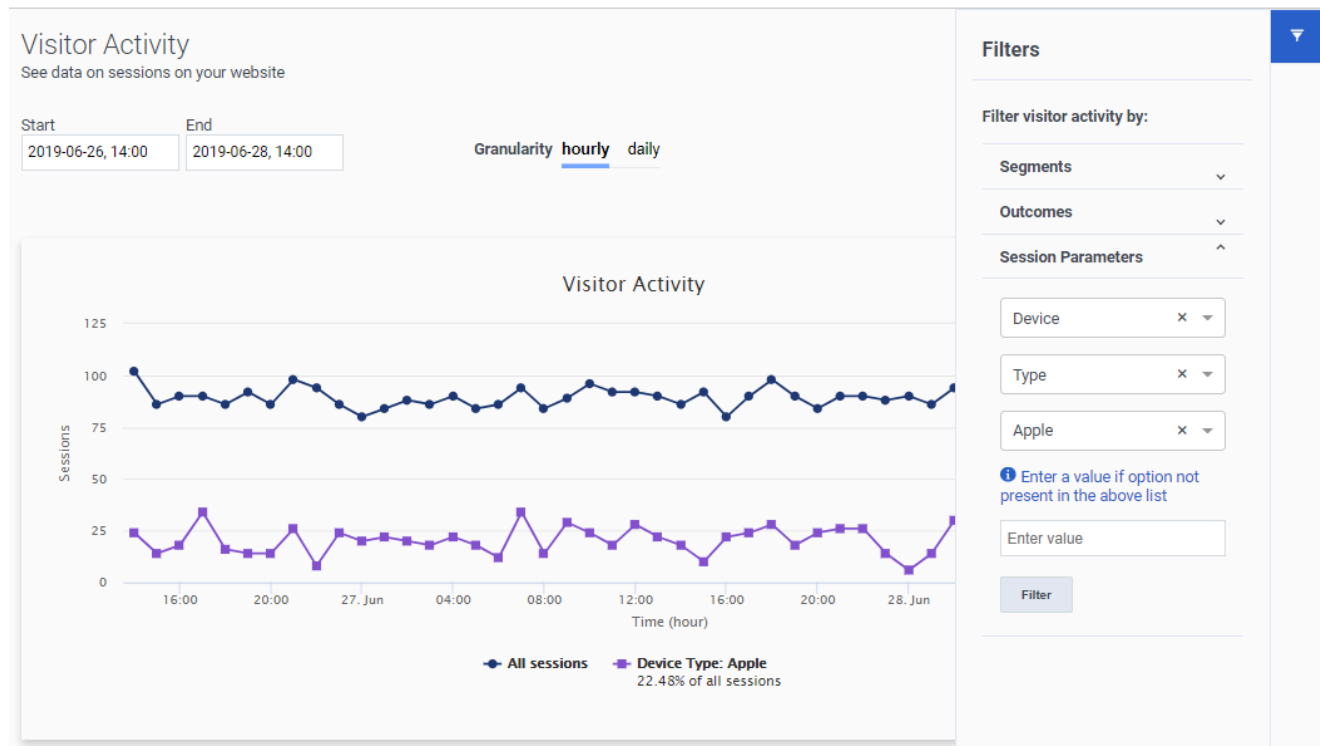 Visitor Activity
See data on sessions on your website
Start
End
2019-06-26, 14:00
2019-06-28, 14:00
Granularity hourly daily
Visitor Activity
125
100
75
50
25
0
Sessions
16:00 20:00 27. Jun 04:00 08:00 12:00 16:00 20:00 28. Jun
Time (hour)
All sessions
Device Type: Apple
22.48% of all sessions
Filters
Filter visitor activity by:
Segments
Outcomes
Session Parameters
Device
Type
Apple
Enter a value if option not
present in the above list
Enter value
Filter